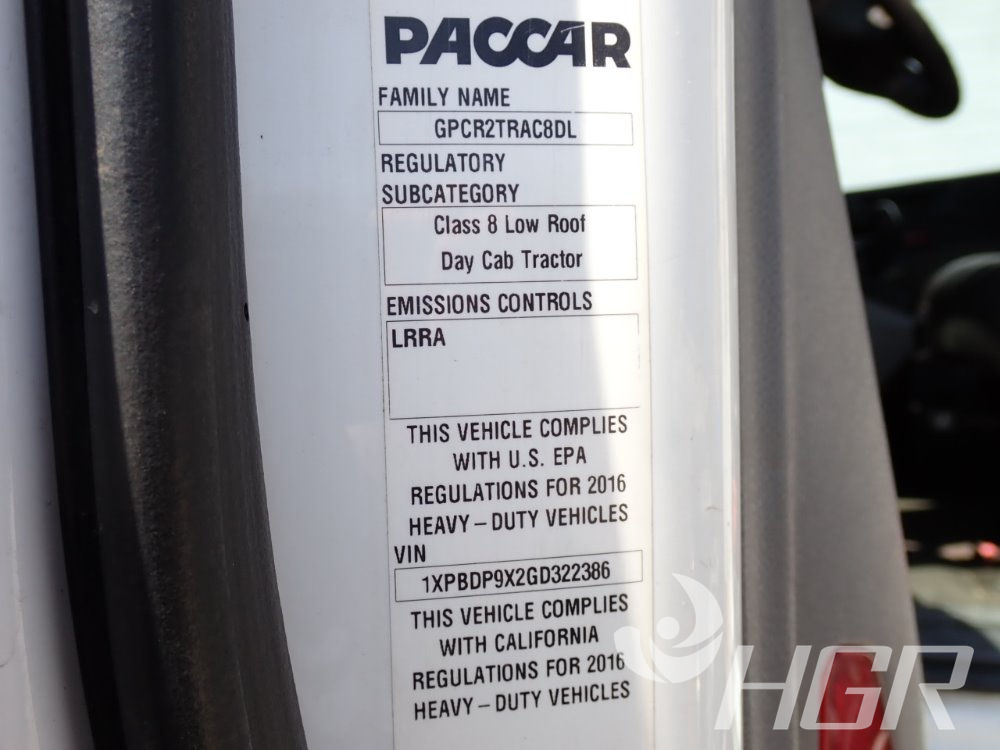 PACCAR
FAMILY NAME
GPCR2TRAC8DL
REGULATORY
SUBCATEGORY
Class 8 Low Roof
Day Cab Tractor
EMISSIONS CONTROLS
LRRA
THIS VEHICLE COMPLIES
WITH U.S. EPA
REGULATIONS FOR 2016
HEAVY – DUTY VEHICLES
VIN
1XPBDP9X2GD322386
THIS VEHICLE COMPLIES
WITH CALIFORNIA
REGULATIONS FOR 2016
HEAVY – DUTY VEHICLES
HGR